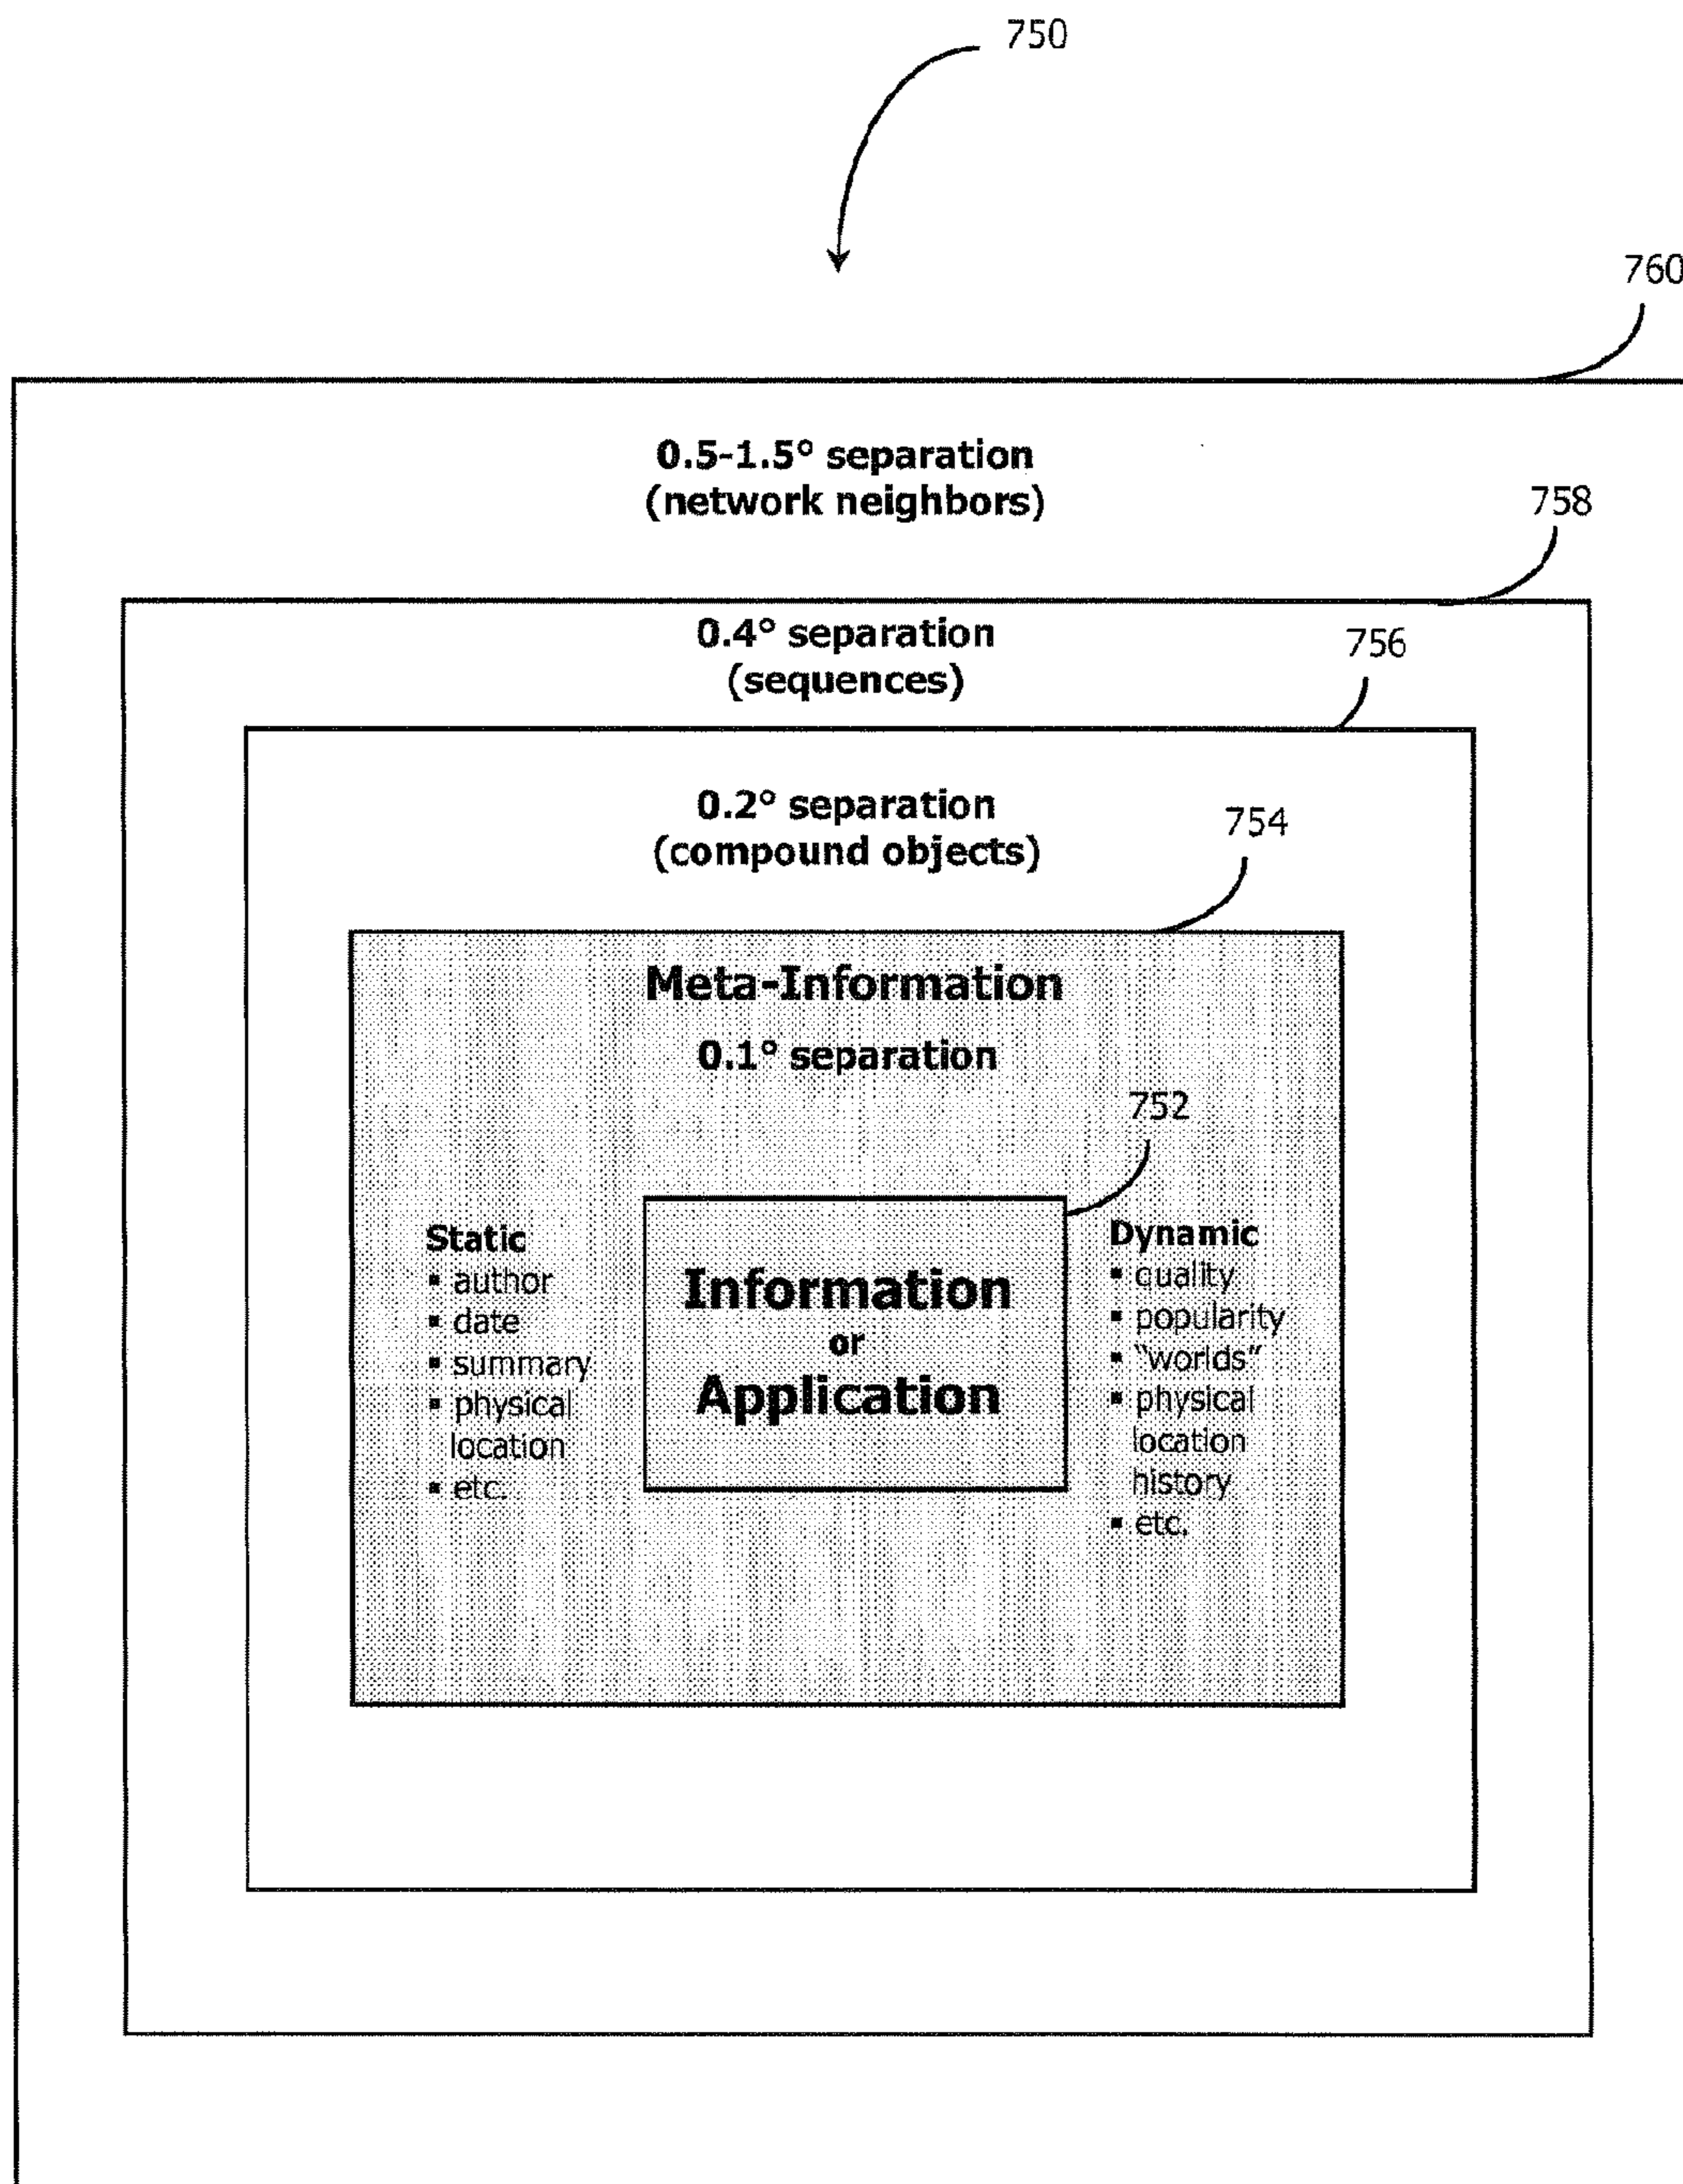 750
760
0.5-1.5° separation
(network neighbors)
758
0.4° separation
(sequences)
756
0.2° separation
(compound objects)
754
Meta-Information
0.1° separation
752
Static
▪ author
▪ date
▪ summary
▪ physical
location
▪ etc.
Information
or
Application
Dynamic
▪ quality
▪ popularity
▪ “worlds”
▪ physical
location
history
▪ etc.